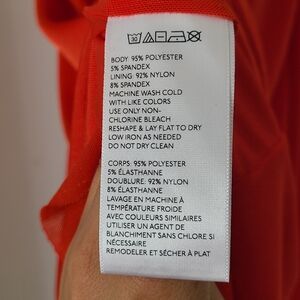 30
BODY: 95% POLYESTER
5% SPANDEX
LINING: 92% NYLON
8% SPANDEX
MACHINE WASH COLD
WITH LIKE COLORS
USE ONLY NON-
CHLORINE BLEACH
RESHAPE & LAY FLAT TO DRY
LOW IRON AS NEEDED
DO NOT DRY CLEAN
CORPS: 95% POLYESTER
5% ÉLASTHANNE
DOUBLURE: 92% NYLON
8% ÉLASTHANNE
LAVAGE EN MACHINE À
TEMPÉRATURE FROIDE
AVEC COULEURS SIMILAIRES
UTILISER UN AGENT DE
BLANCHIMENT SANS CHLORE SI
NÉCESSAIRE
REMODELER ET SÉCHER À PLAT